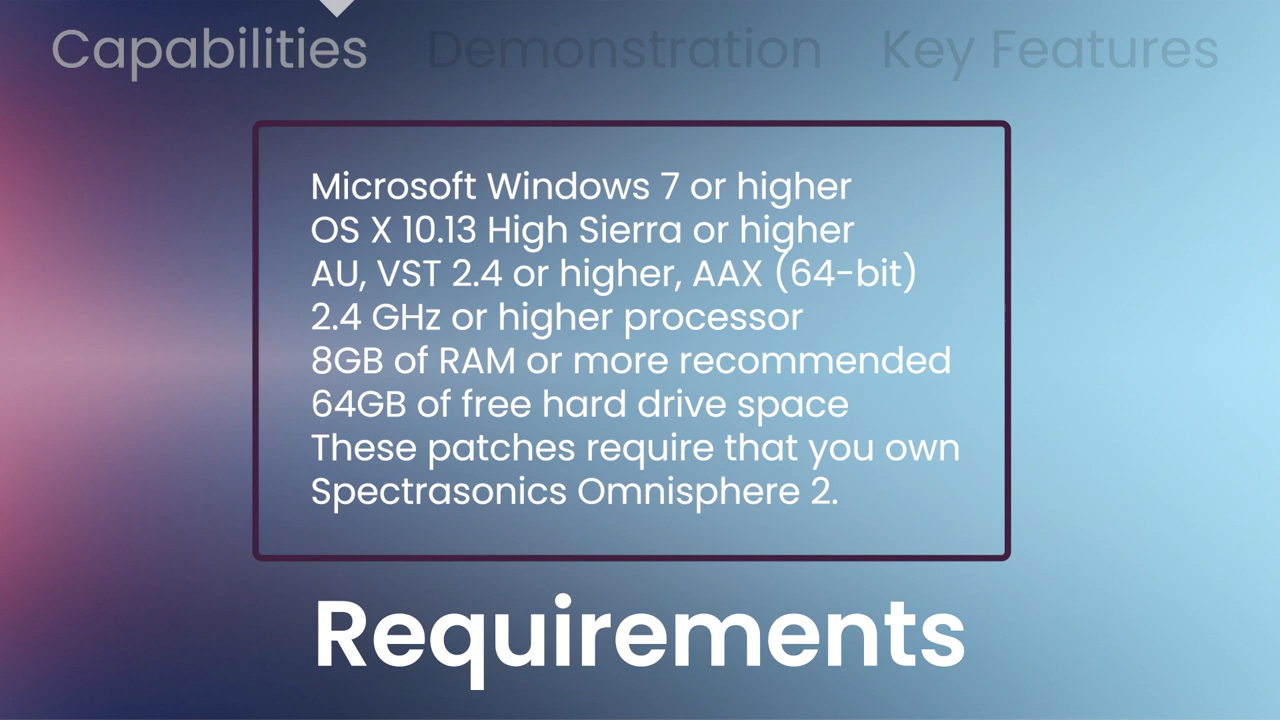 Capabilities Demonstration Key Features
Microsoft Windows 7 or higher
OS X 10.13 High Sierra or higher
AU, VST 2.4 or higher, AAX (64-bit)
2.4 GHz or higher processor
8GB of RAM or more recommended
64GB of free hard drive space
These patches require that you own
Spectrasonics Omnisphere 2.
Requirements